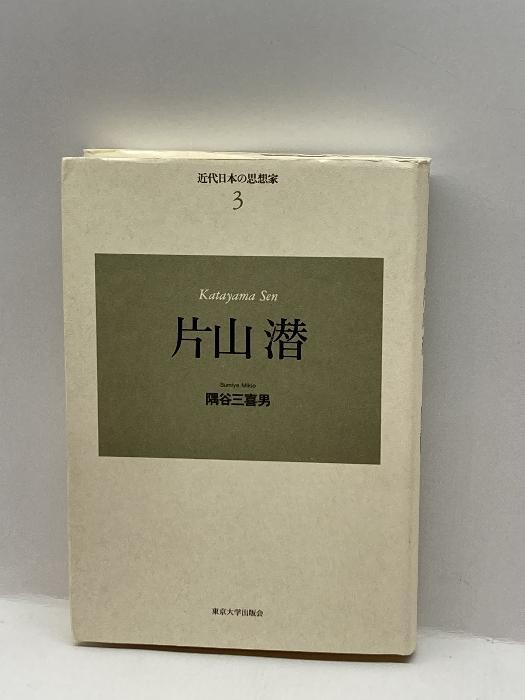 近代日本の思想家
3
Katayama Sen
片山 潜
Sumiya Mikio
隅谷三喜男
東京大学出版会